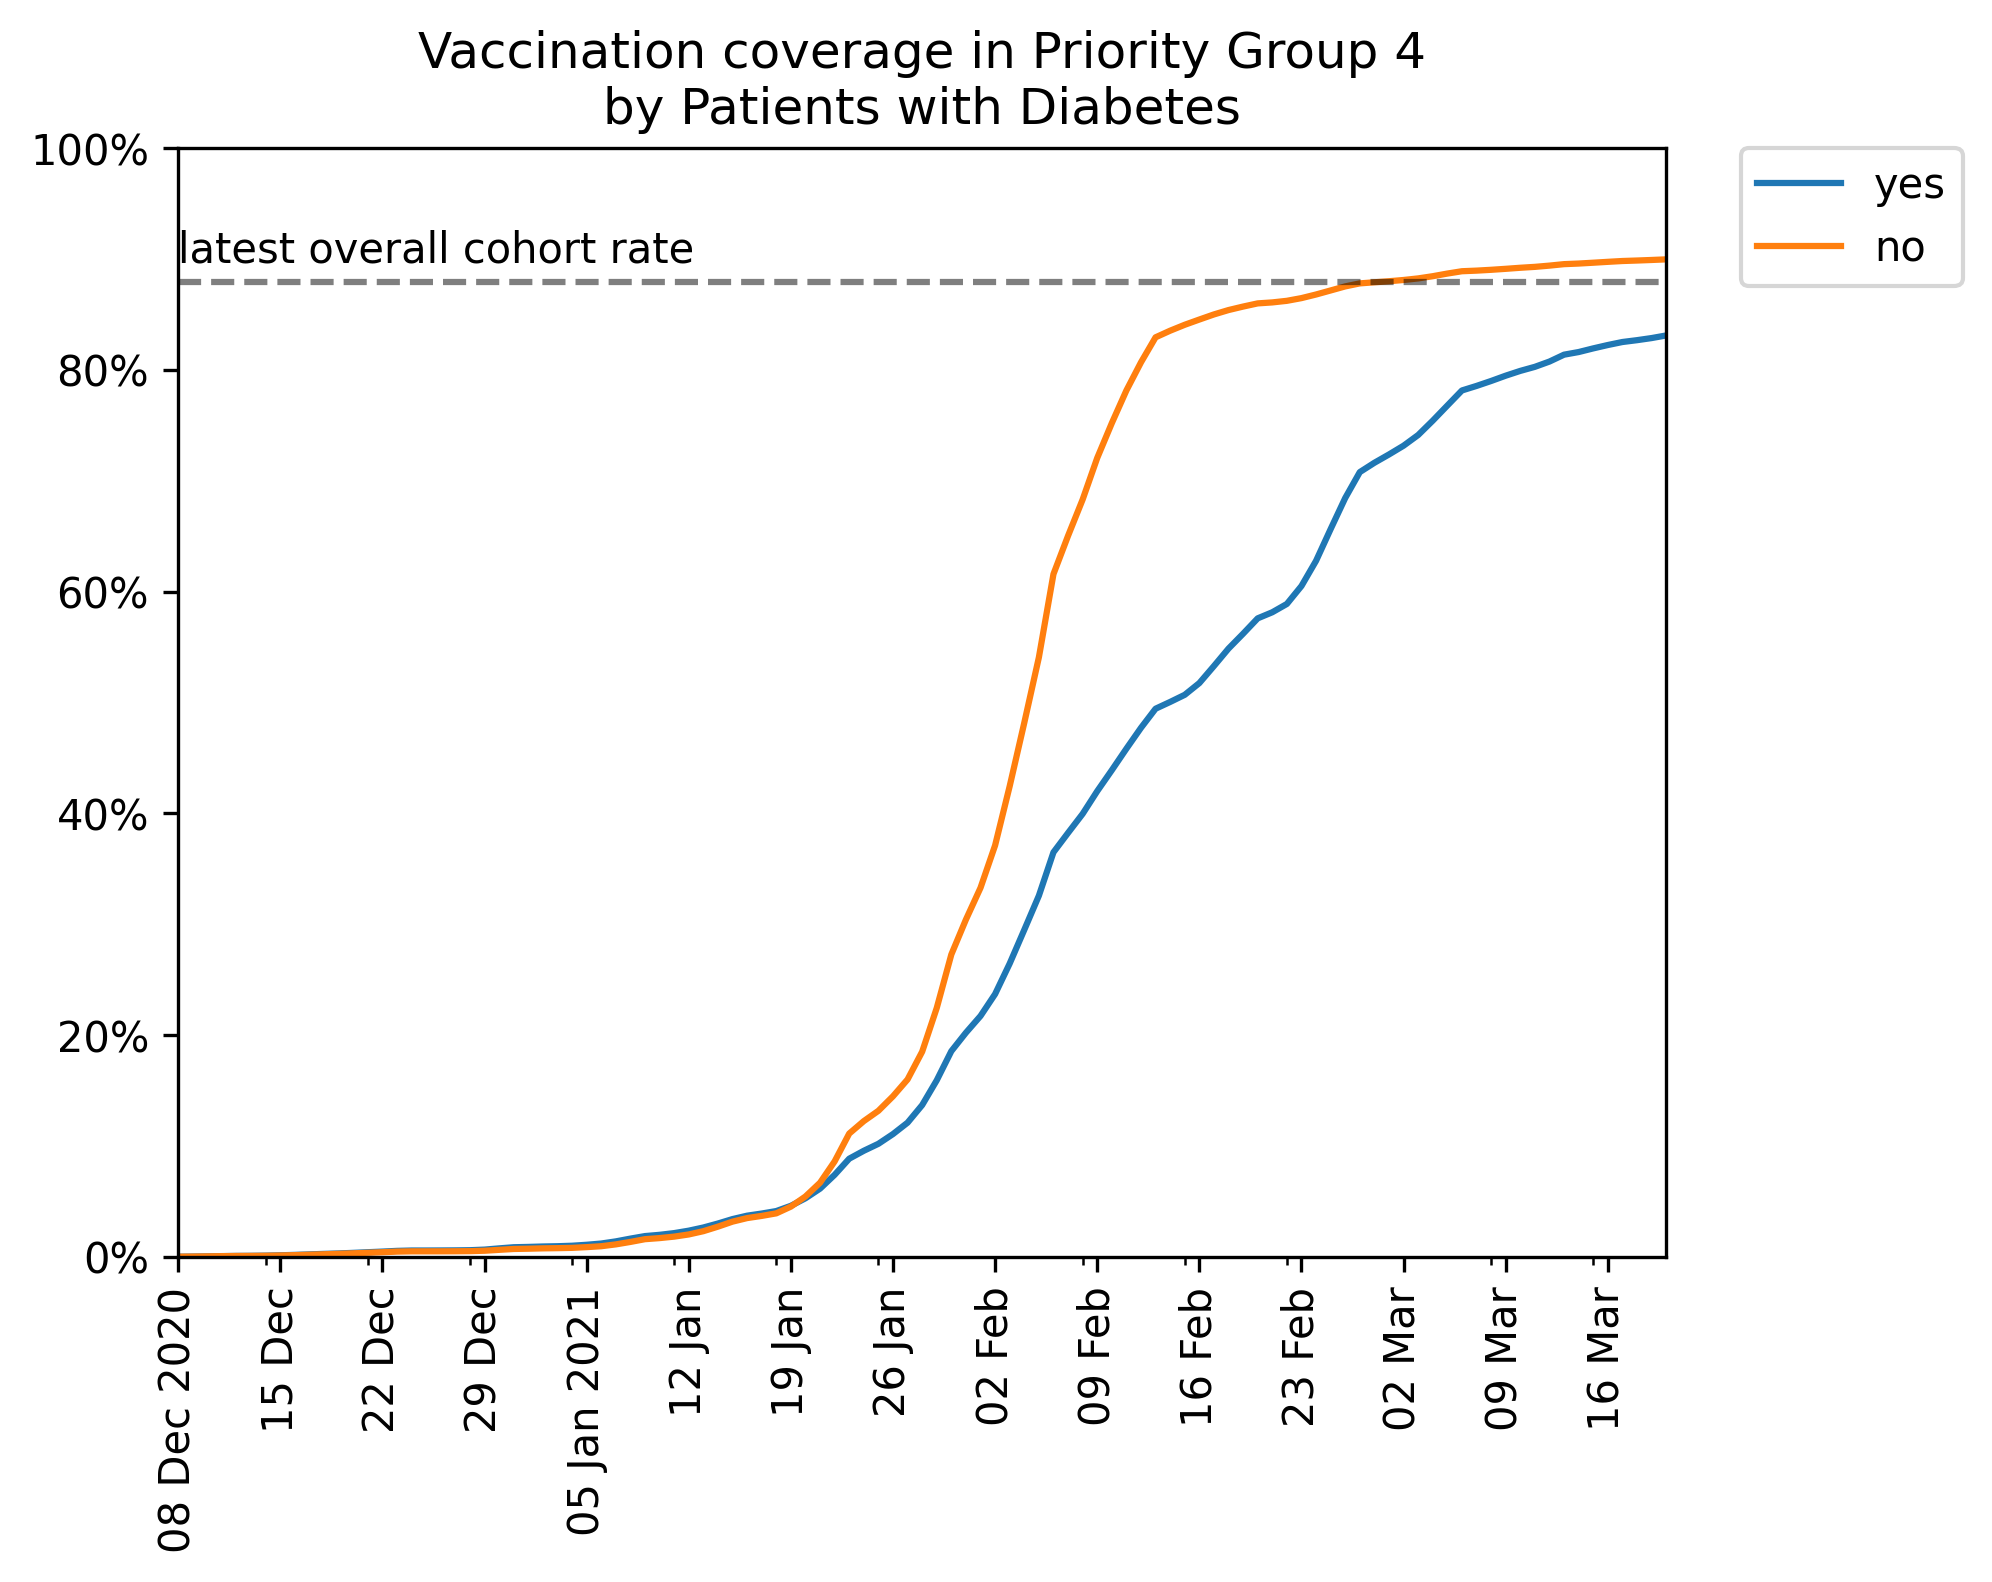 Vaccination coverage in Priority Group 4
by Patients with Diabetes
100%
80%
60%
40%
20%
0%
latest overall cohort rate
yes
no
08 Dec 2020
15 Dec
22 Dec
29 Dec
05 Jan 2021
12 Jan
19 Jan
26 Jan
02 Feb
09 Feb
16 Feb
23 Feb
02 Mar
09 Mar
16 Mar